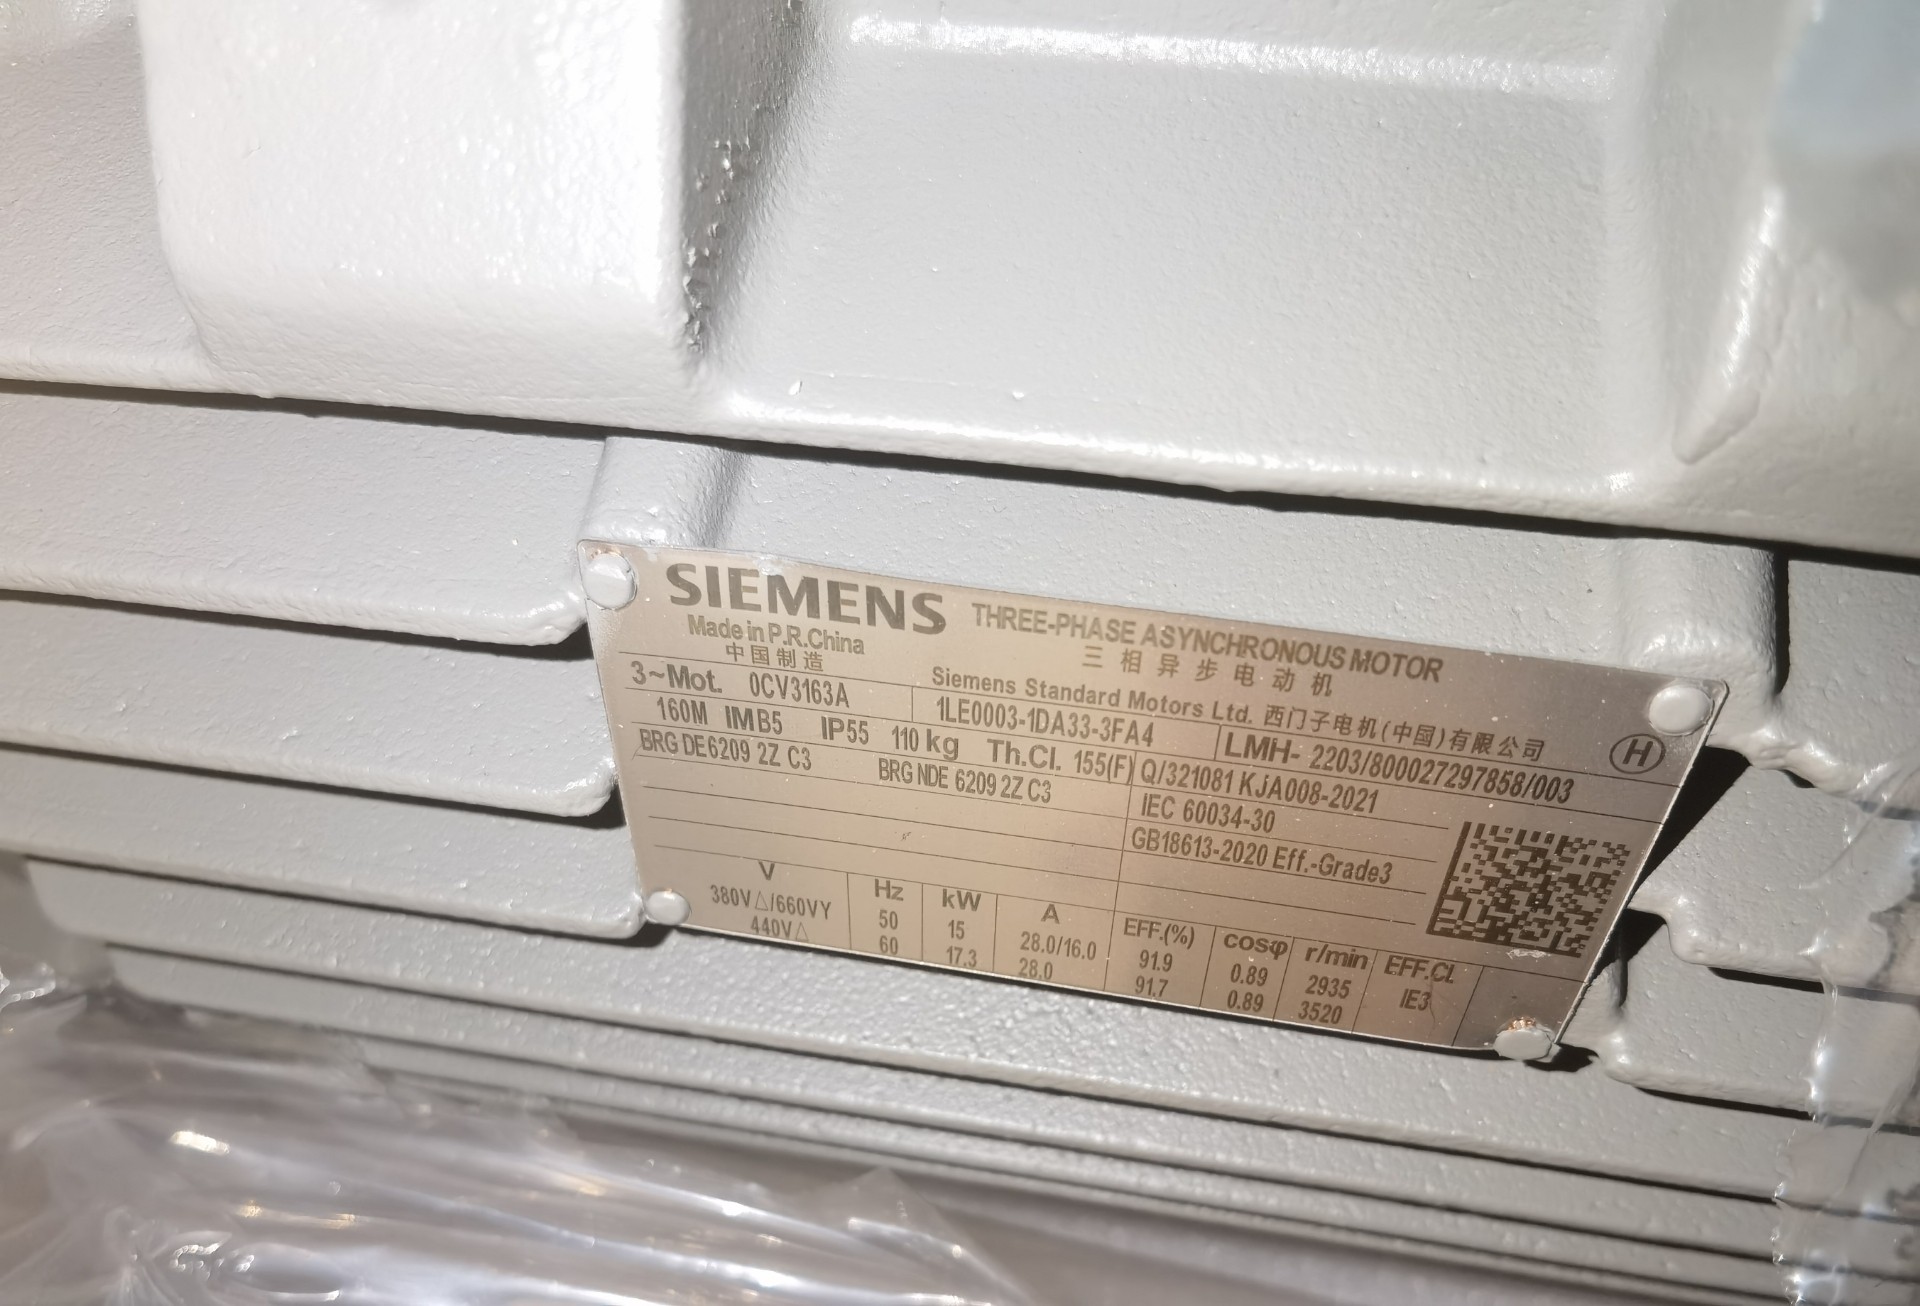 SIEMENS THREE-PHASE ASYNCHRONOUS MOTOR
Made in P.R.China 三相异步电动机
中国制造 Siemens Standard Motors Ltd. 西门子电机(中国)有限公司 H
3~Mot. 0CV3163A 1LE0003-1DA33-3FA4 LMH- 2203/800027297858/003
160M IMB5 IP55 110 kg Th.Cl. 155(F) Q/321081 KJA008-2021
BRG DE 6209 2Z C3 BRG NDE 6209 2Z C3 IEC 60034-30
GB18613-2020 Eff.-Grade3
V Hz kW A EFF.(%) cosφ r/min EFF.CL
380V△/660VY 50 15 28.0/16.0 91.9 0.89 2935 IE3
440V△ 60 17.3 28.0 91.7 0.89 3520